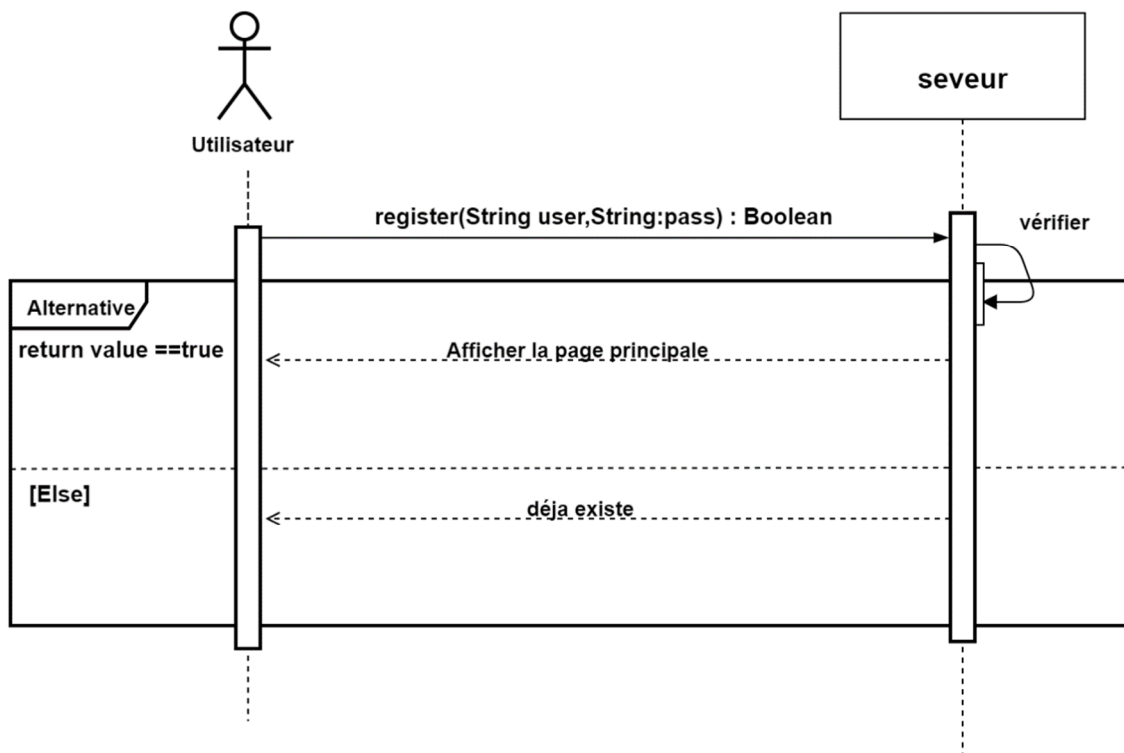 seveur
Utilisateur
register(String user,String:pass) : Boolean
vérifier
Alternative
return value ==true
Afficher la page principale
[Else]
déja existe